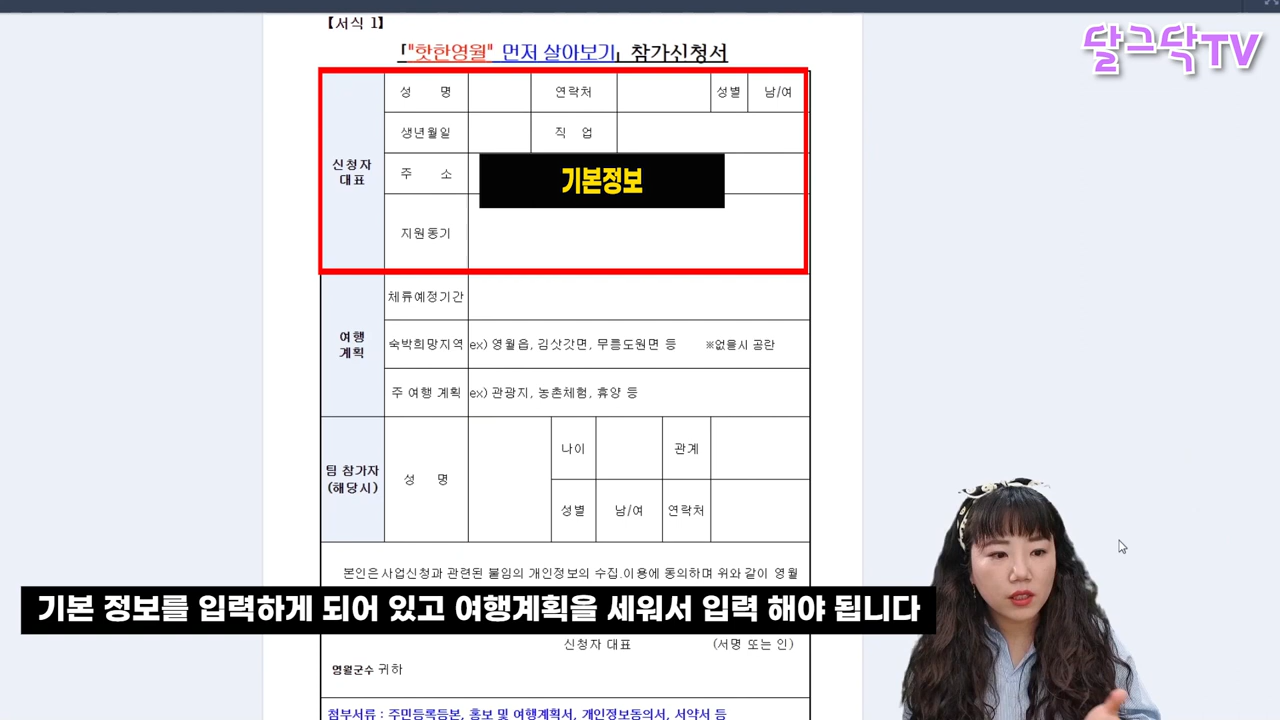 【서식 1】
달그닥TV
「"핫한영월" 먼저 살아보기」 참가신청서
신청자
대표
성 명
연락처
성별
남/여
생년월일
직 업
주 소
기본정보
지원동기
여행
계획
체류예정기간
숙박희망지역
ex) 영월읍, 김삿갓면, 무릉도원면 등 ※없을시 공란
주 여행 계획
ex) 관광지, 농촌체험, 휴양 등
팀 참가자
(해당시)
성 명
나이
관계
성별
남/여
연락처
본인은 사업신청과 관련된 붙임의 개인정보의 수집.이용에 동의하며 위와 같이 영월
기본 정보를 입력하게 되어 있고 여행계획을 세워서 입력 해야 됩니다
신청자 대표 (서명 또는 인)
영월군수 귀하
첨부서류 : 주민등록등본, 홍보 및 여행계획서, 개인정보동의서, 서약서 등